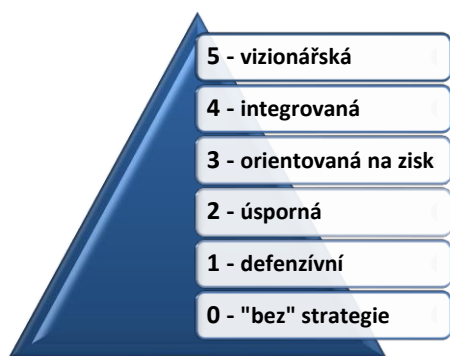 5 - vizionářská
4 - integrovaná
3 - orientovaná na zisk
2 - úsporná
1 - defenzívní
0 - "bez" strategie